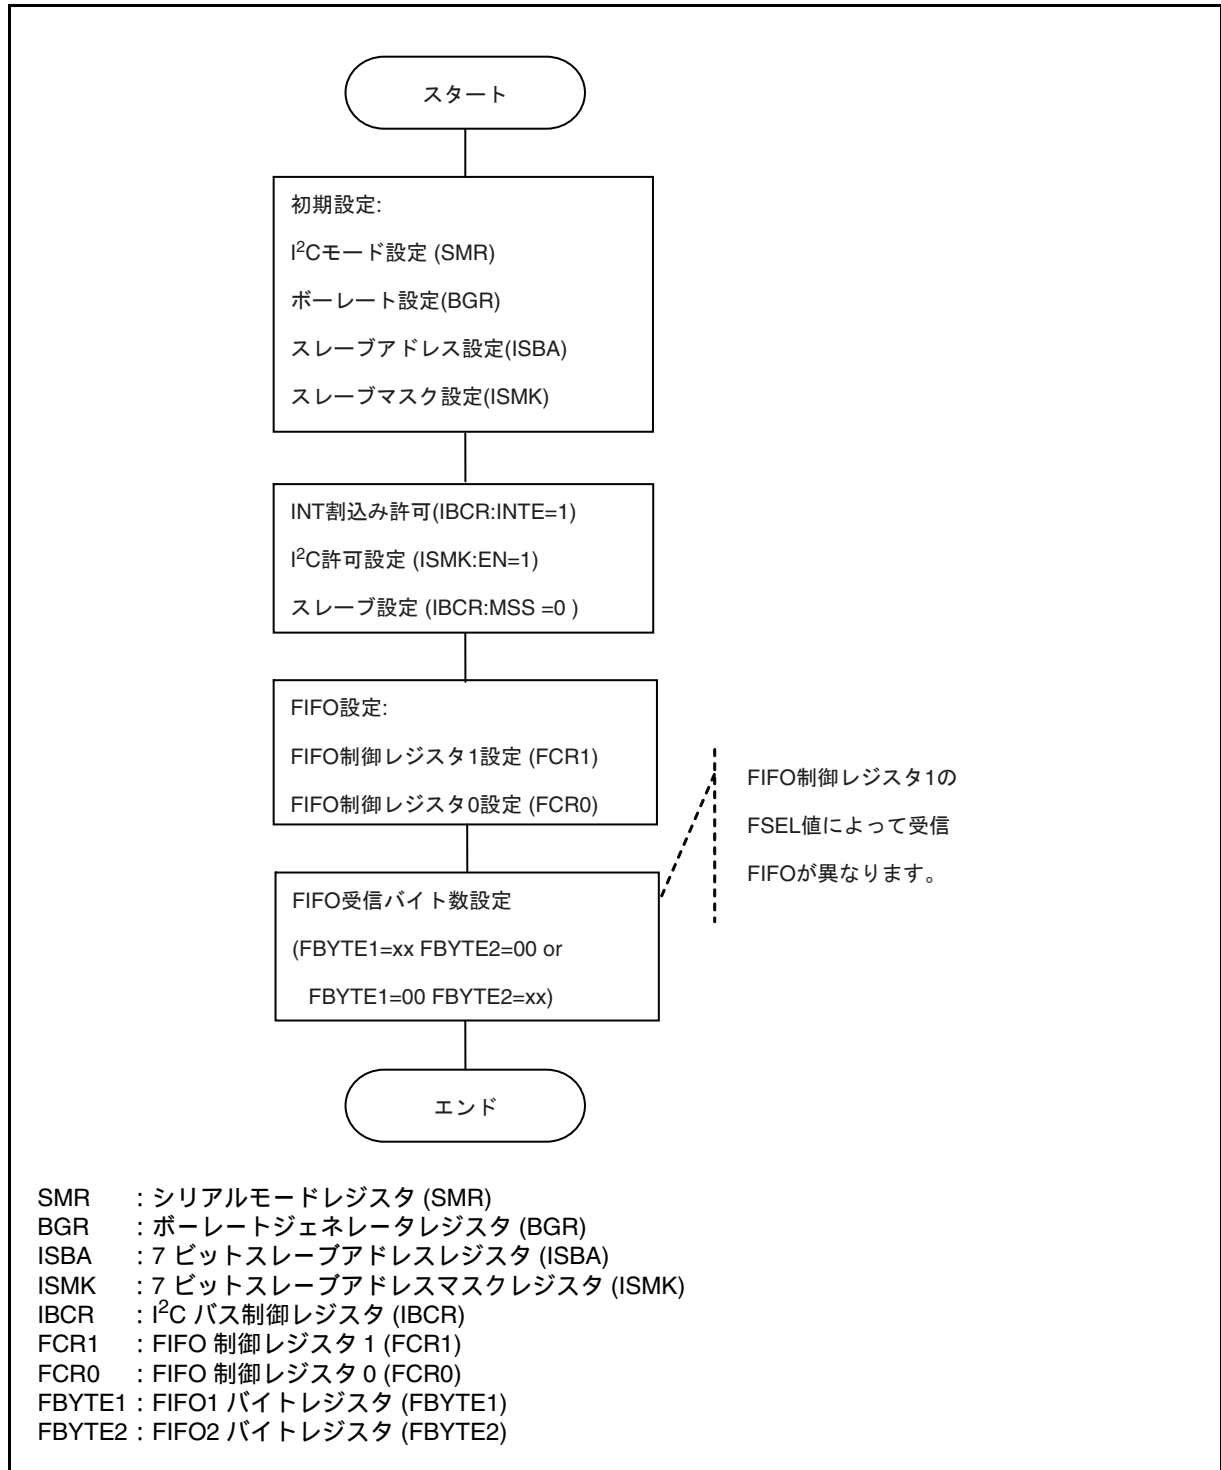 スタート
初期設定:
I²Cモード設定 (SMR)
ボーレート設定(BGR)
スレーブアドレス設定(ISBA)
スレーブマスク設定(ISMK)
INT割込み許可(IBCR:INTE=1)
I²C許可設定 (ISMK:EN=1)
スレーブ設定 (IBCR:MSS =0 )
FIFO設定:
FIFO制御レジスタ1設定 (FCR1)
FIFO制御レジスタ0設定 (FCR0)
FIFO制御レジスタ1の
FSEL値によって受信
FIFOが異なります。
FIFO受信バイト数設定
(FBYTE1=xx FBYTE2=00 or
FBYTE1=00 FBYTE2=xx)
エンド
SMR : シリアルモードレジスタ (SMR)
BGR : ボーレートジェネレータレジスタ (BGR)
ISBA : 7 ビットスレーブアドレスレジスタ (ISBA)
ISMK : 7 ビットスレーブアドレスマスクレジスタ (ISMK)
IBCR : I²C バス制御レジスタ (IBCR)
FCR1 : FIFO 制御レジスタ 1 (FCR1)
FCR0 : FIFO 制御レジスタ 0 (FCR0)
FBYTE1 : FIFO1 バイトレジスタ (FBYTE1)
FBYTE2 : FIFO2 バイトレジスタ (FBYTE2)